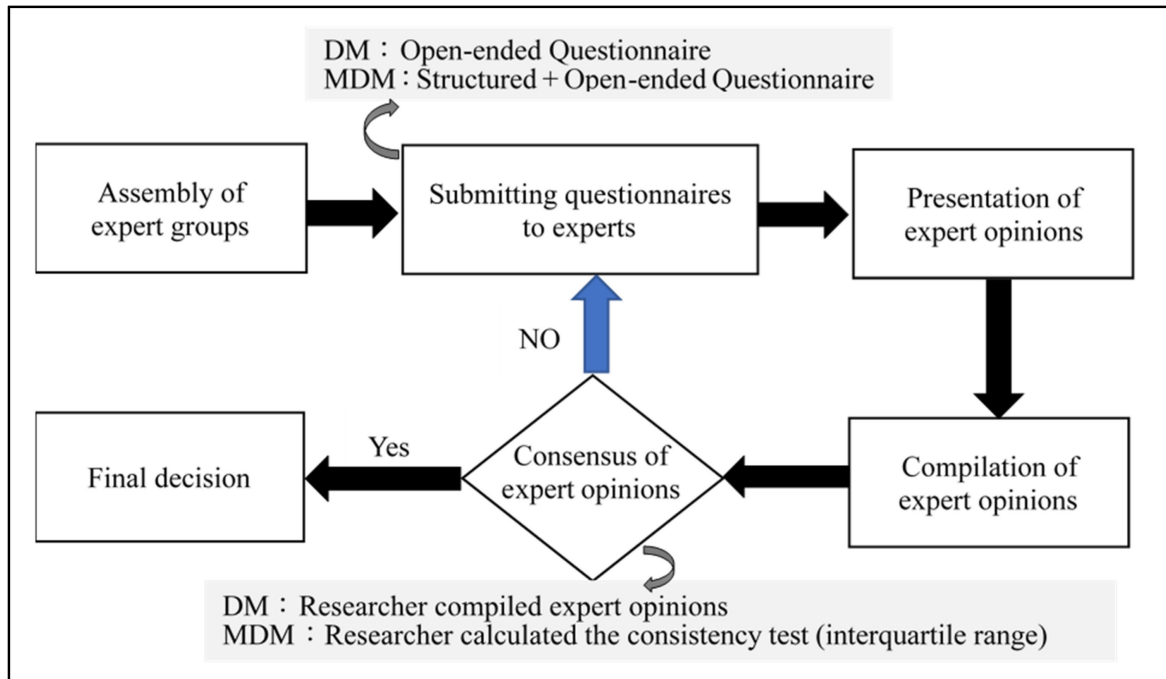 DM：Open-ended Questionnaire
MDM：Structured + Open-ended Questionnaire
Assembly of
expert groups
Submitting questionnaires
to experts
Presentation of
expert opinions
NO
Final decision
Yes
Consensus of
expert opinions
Compilation of
expert opinions
DM：Researcher compiled expert opinions
MDM：Researcher calculated the consistency test (interquartile range)